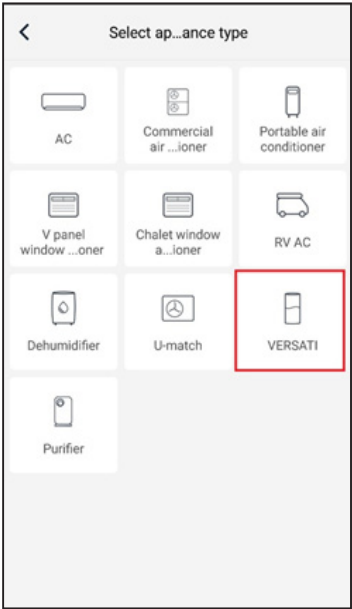 Select ap...ance type
AC
Commercial
air ...ioner
Portable air
conditioner
V panel
window ...oner
Chalet window
a...ioner
RV AC
Dehumidifier
U-match
VERSATI
Purifier